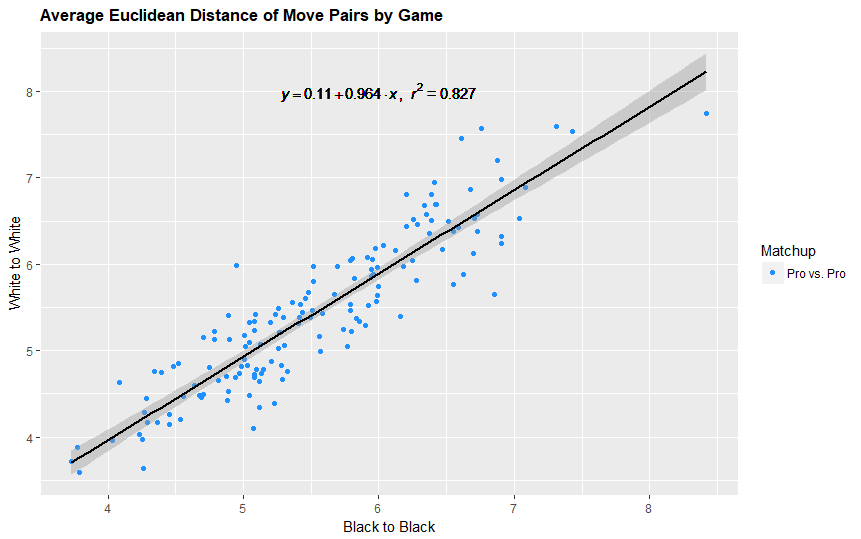 Average Euclidean Distance of Move Pairs by Game
y = 0.11 + 0.964 · x, r² = 0.827
8
7
6
5
4
White to White
4 5 6 7 8
Black to Black
Matchup
Pro vs. Pro